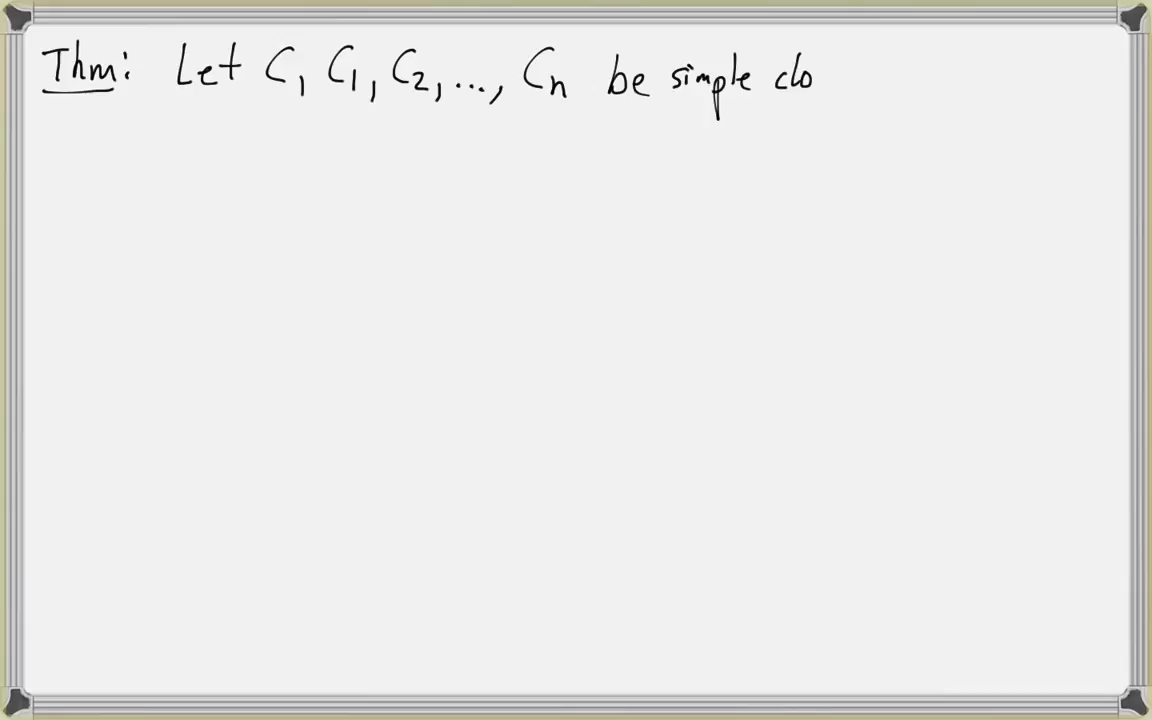 Thm: Let C, C₁, C₂, ..., Cn be simple clo